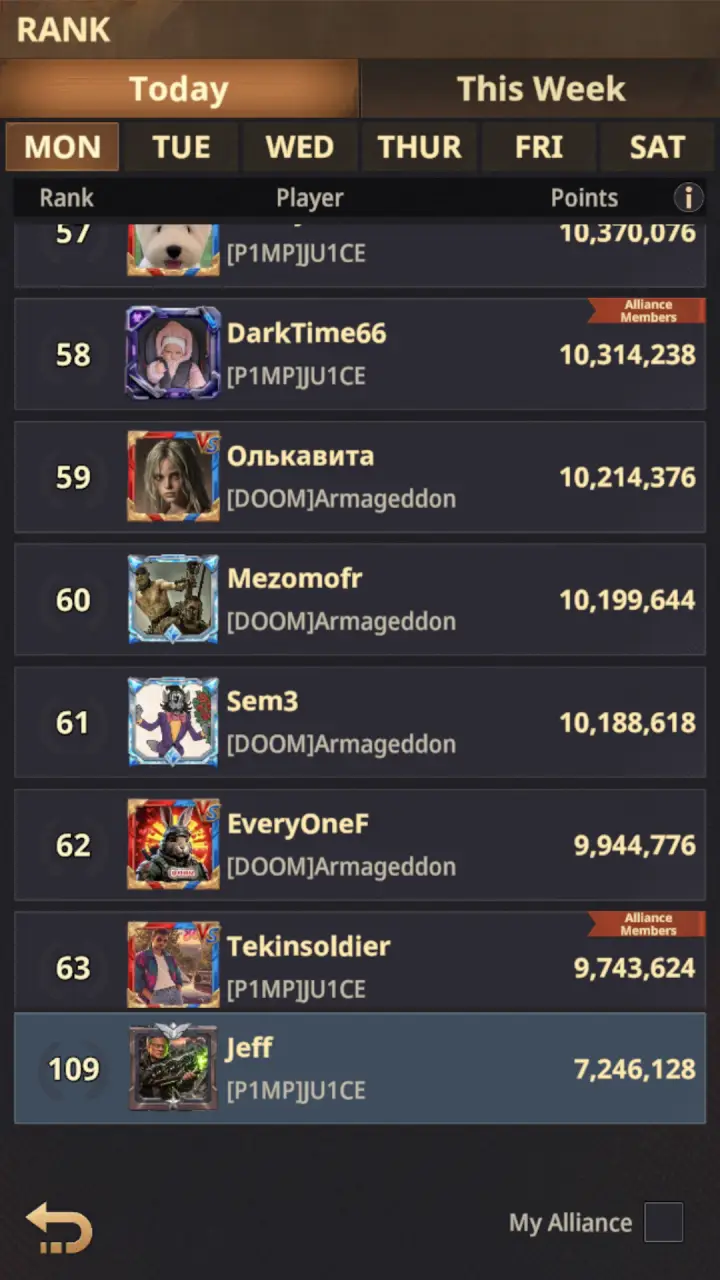 RANK
Today
This Week
MON
TUE
WED
THUR
FRI
SAT
Rank
Player
Points
57
[P1MP]JU1CE
10,370,076
Alliance
Members
58
DarkTime66
[P1MP]JU1CE
10,314,238
59
Олькавита
[DOOM]Armageddon
10,214,376
60
Mezomofr
[DOOM]Armageddon
10,199,644
61
Sem3
[DOOM]Armageddon
10,188,618
62
EveryOneF
[DOOM]Armageddon
9,944,776
Alliance
Members
63
Tekinsoldier
[P1MP]JU1CE
9,743,624
109
Jeff
[P1MP]JU1CE
7,246,128
My Alliance